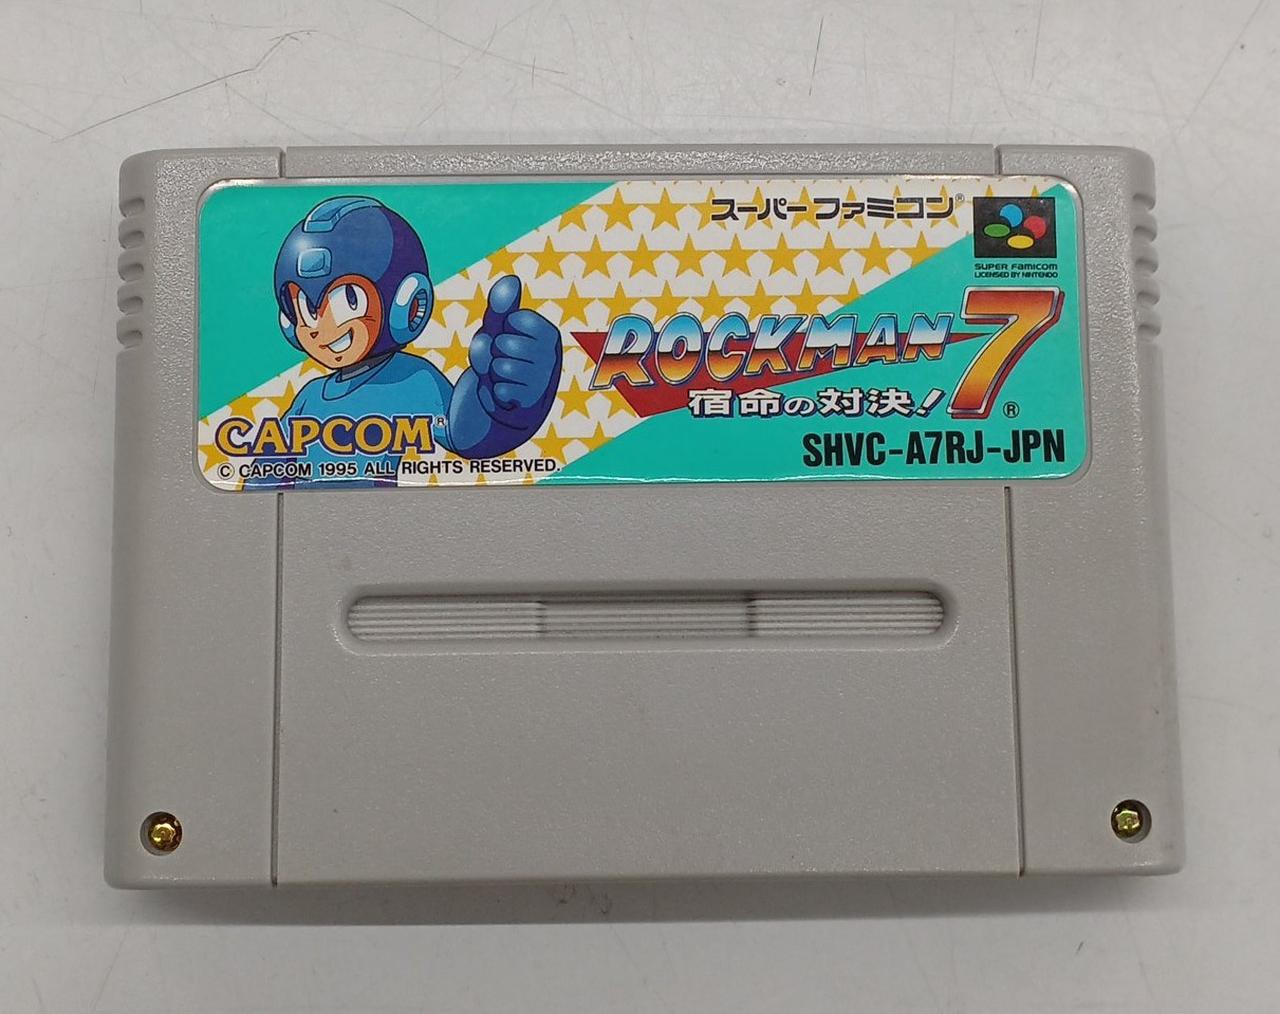 スーパーファミコン®
SUPER FAMICOM
LICENSED BY NINTENDO
ROCKMAN 7
宿命の対決! ®
CAPCOM®
SHVC-A7RJ-JPN
© CAPCOM 1995 ALL RIGHTS RESERVED.